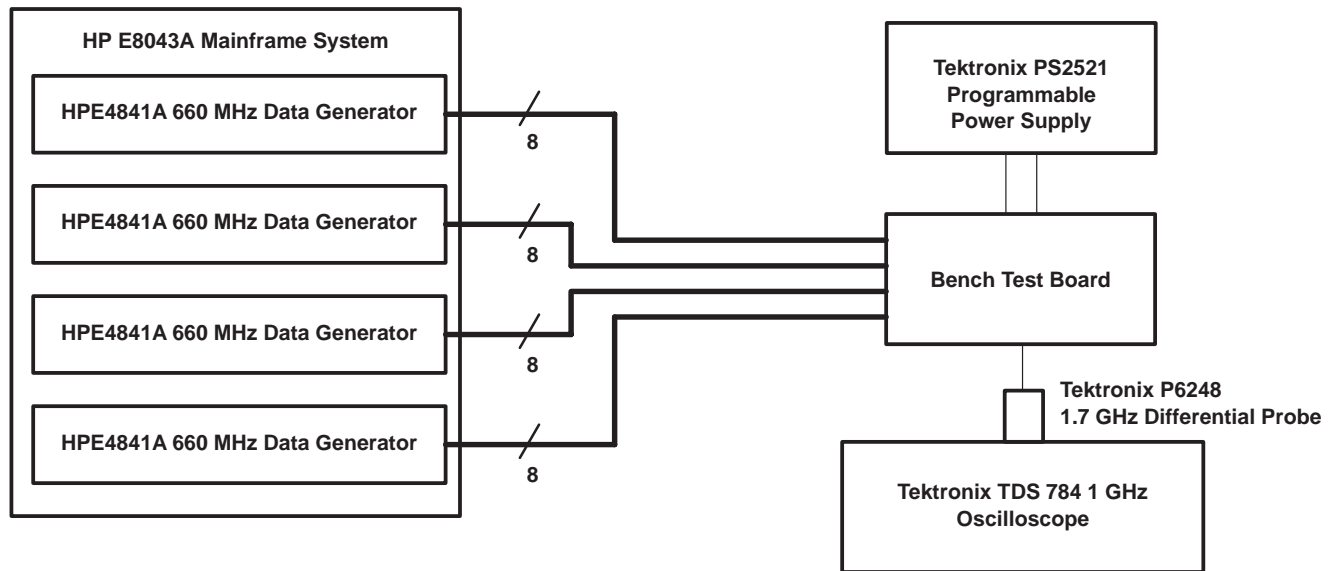 HP E8043A Mainframe System
HPE4841A 660 MHz Data Generator
8
HPE4841A 660 MHz Data Generator
8
HPE4841A 660 MHz Data Generator
8
HPE4841A 660 MHz Data Generator
8
Tektronix PS2521
Programmable
Power Supply
Bench Test Board
Tektronix P6248
1.7 GHz Differential Probe
Tektronix TDS 784 1 GHz
Oscilloscope